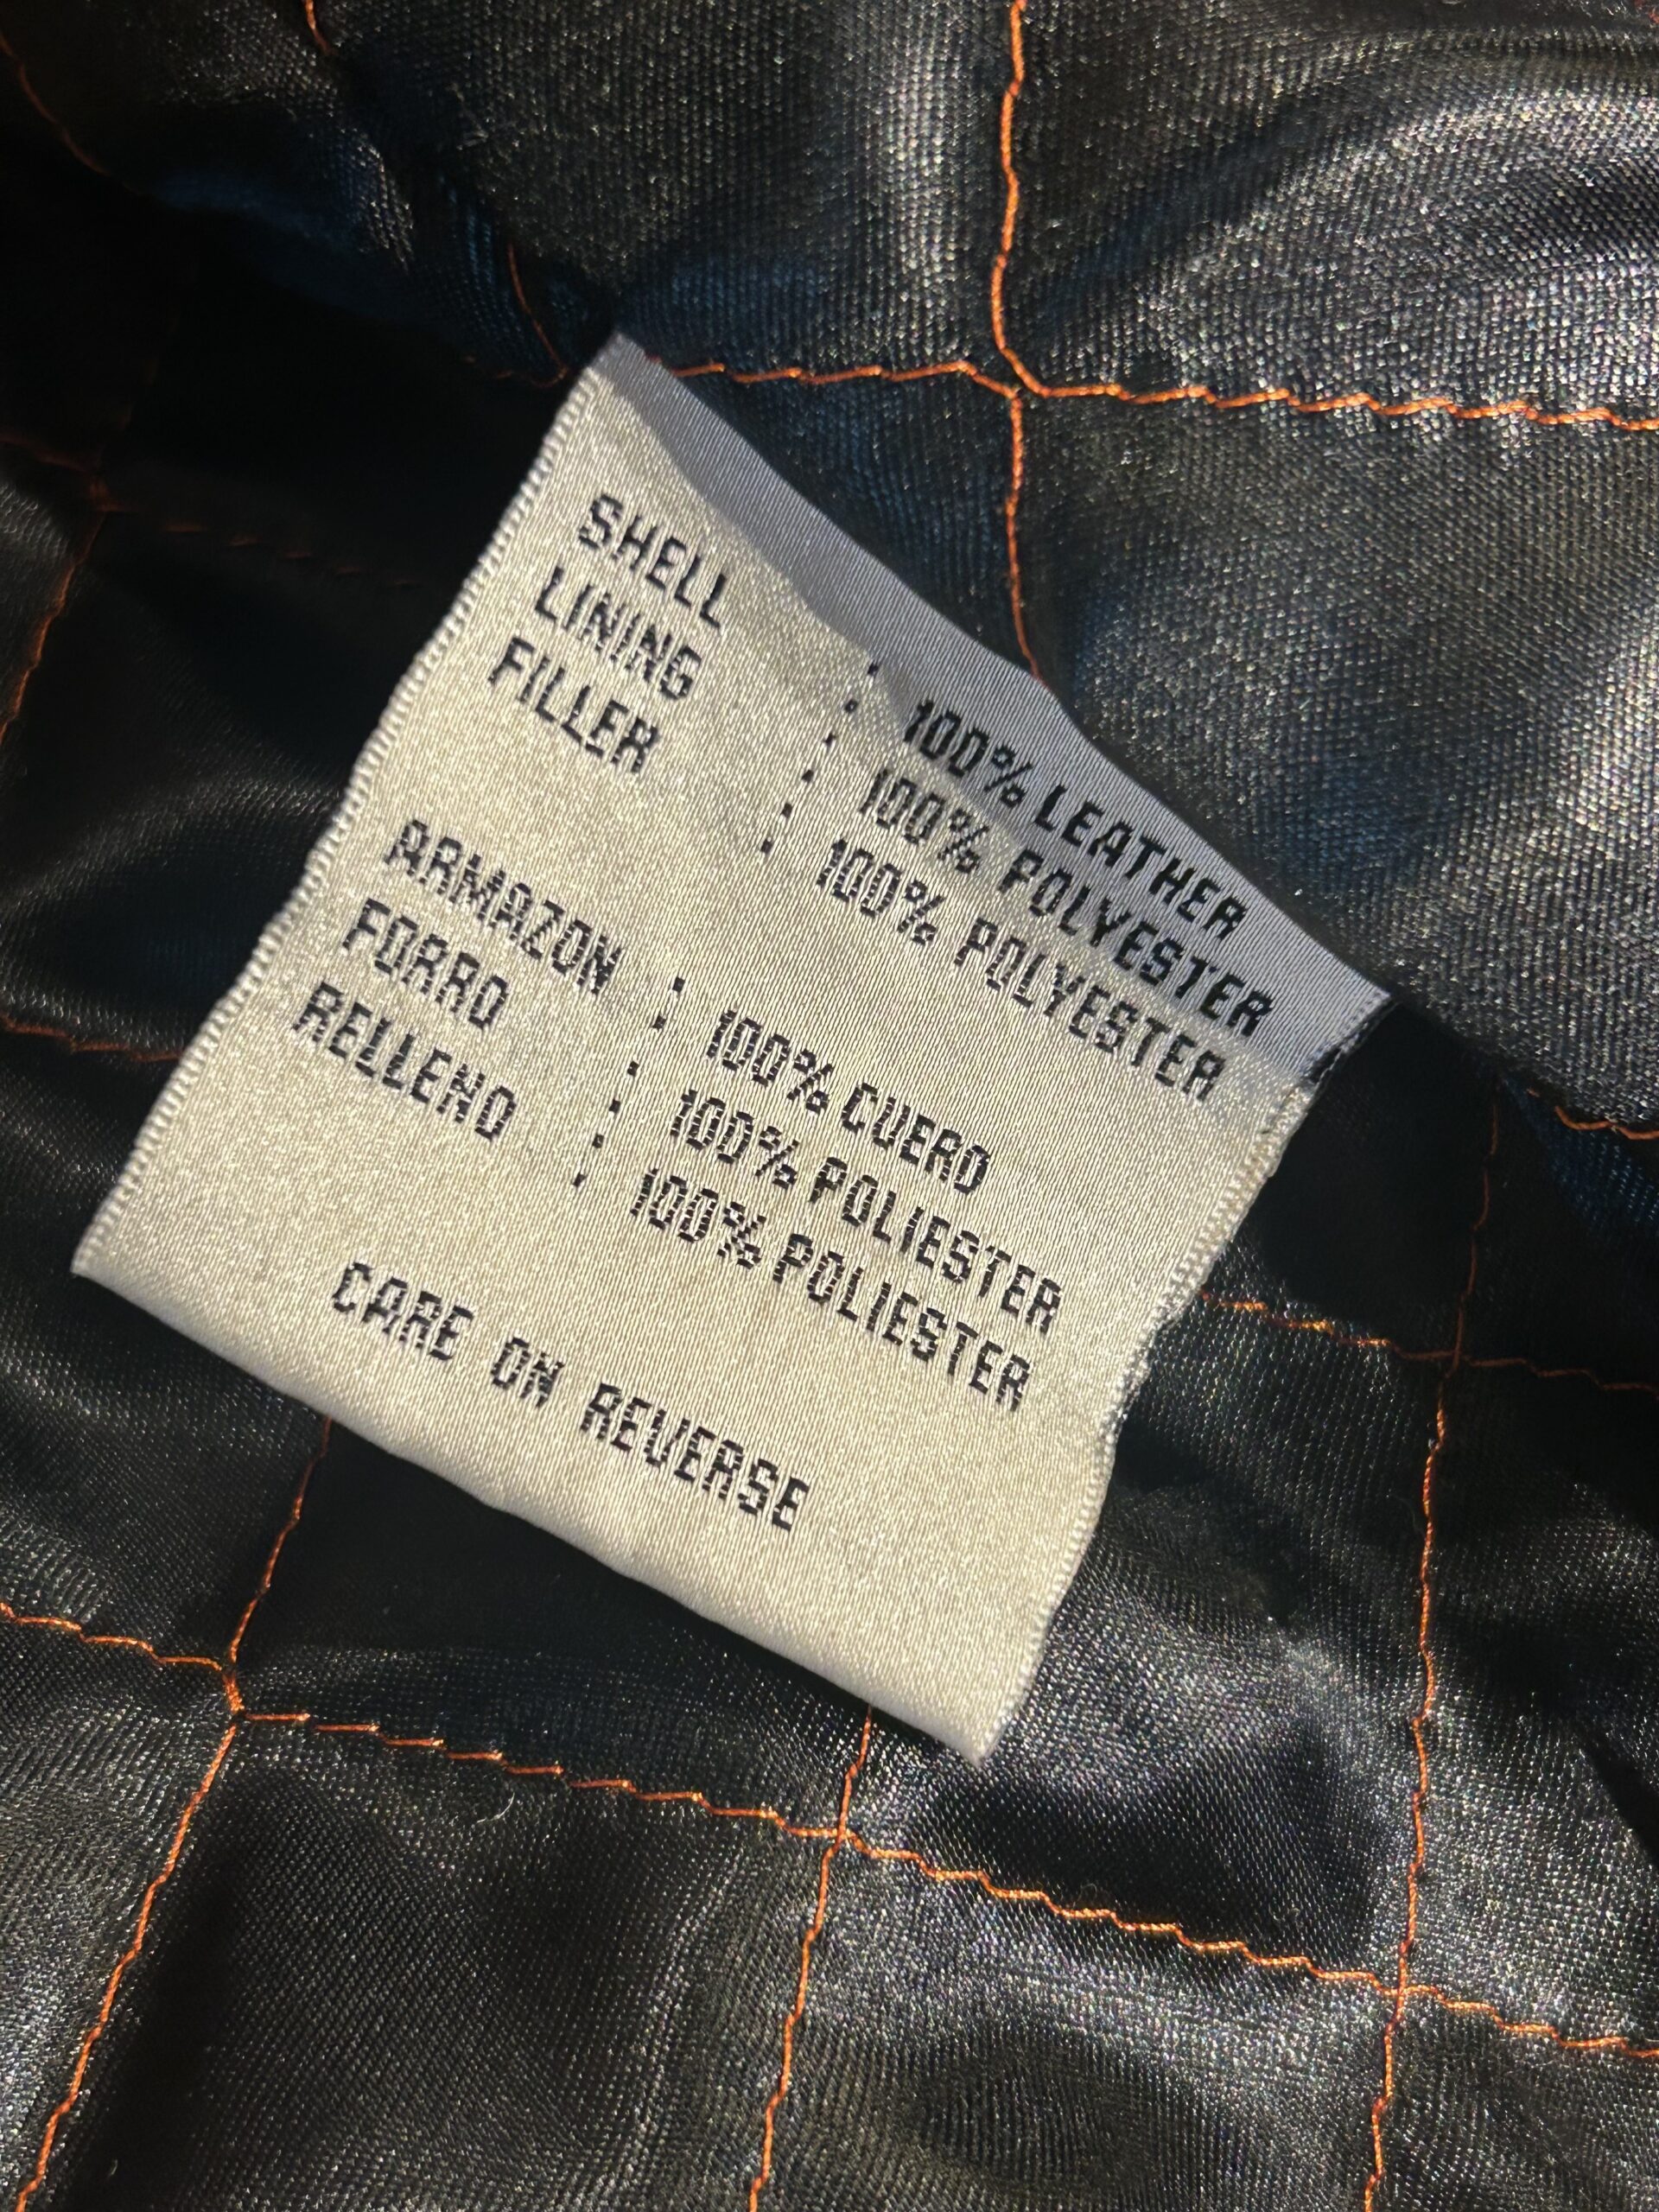 SHELL : 100% LEATHER
LINING : 100% POLYESTER
FILLER : 100% POLYESTER
ARMAZON : 100% CUERO
FORRO : 100% POLIESTER
RELLENO : 100% POLIESTER
CARE ON REVERSE